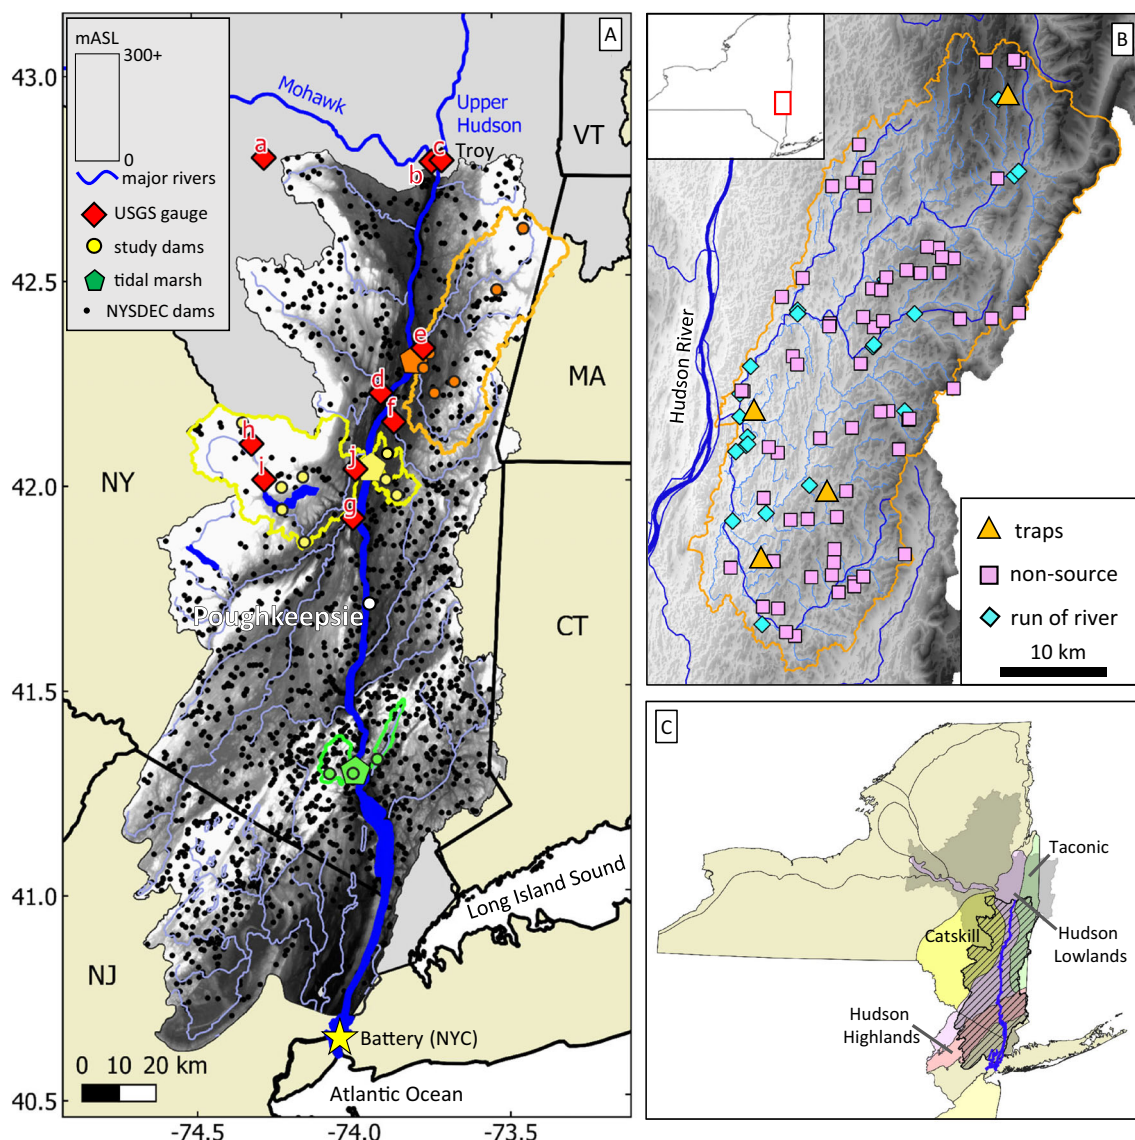 A
mASL
300+
0
major rivers
USGS gauge
study dams
tidal marsh
NYSDEC dams
Mohawk
Upper
Hudson
Troy
VT
a
b
c
e
d
f
h
i
j
g
MA
NY
CT
NJ
Poughkeepsie
Long Island Sound
Battery (NYC)
Atlantic Ocean
0 10 20 km
43.0
42.5
42.0
41.5
41.0
40.5
-74.5
-74.0
-73.5
B
Hudson River
traps
non-source
run of river
10 km
C
Taconic
Catskill
Hudson
Lowlands
Hudson
Highlands